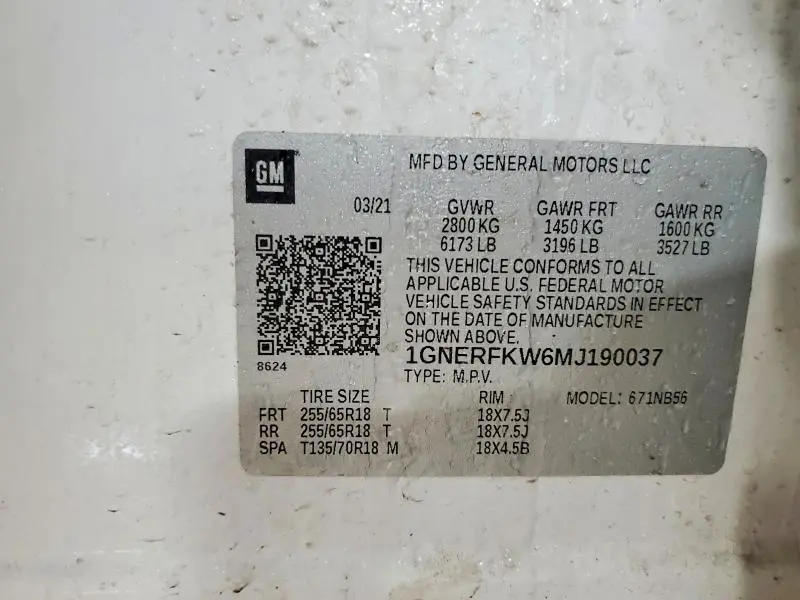 GM
MFD BY GENERAL MOTORS LLC
03/21 GVWR GAWR FRT GAWR RR
2800 KG 1450 KG 1600 KG
6173 LB 3196 LB 3527 LB
THIS VEHICLE CONFORMS TO ALL
APPLICABLE U.S. FEDERAL MOTOR
VEHICLE SAFETY STANDARDS IN EFFECT
ON THE DATE OF MANUFACTURE
SHOWN ABOVE.
1GNERFKW6MJ190037
8624
TYPE: M.P.V.
TIRE SIZE RIM MODEL: 671NB56
FRT 255/65R18 T 18X7.5J
RR 255/65R18 T 18X7.5J
SPA T135/70R18 M 18X4.5B